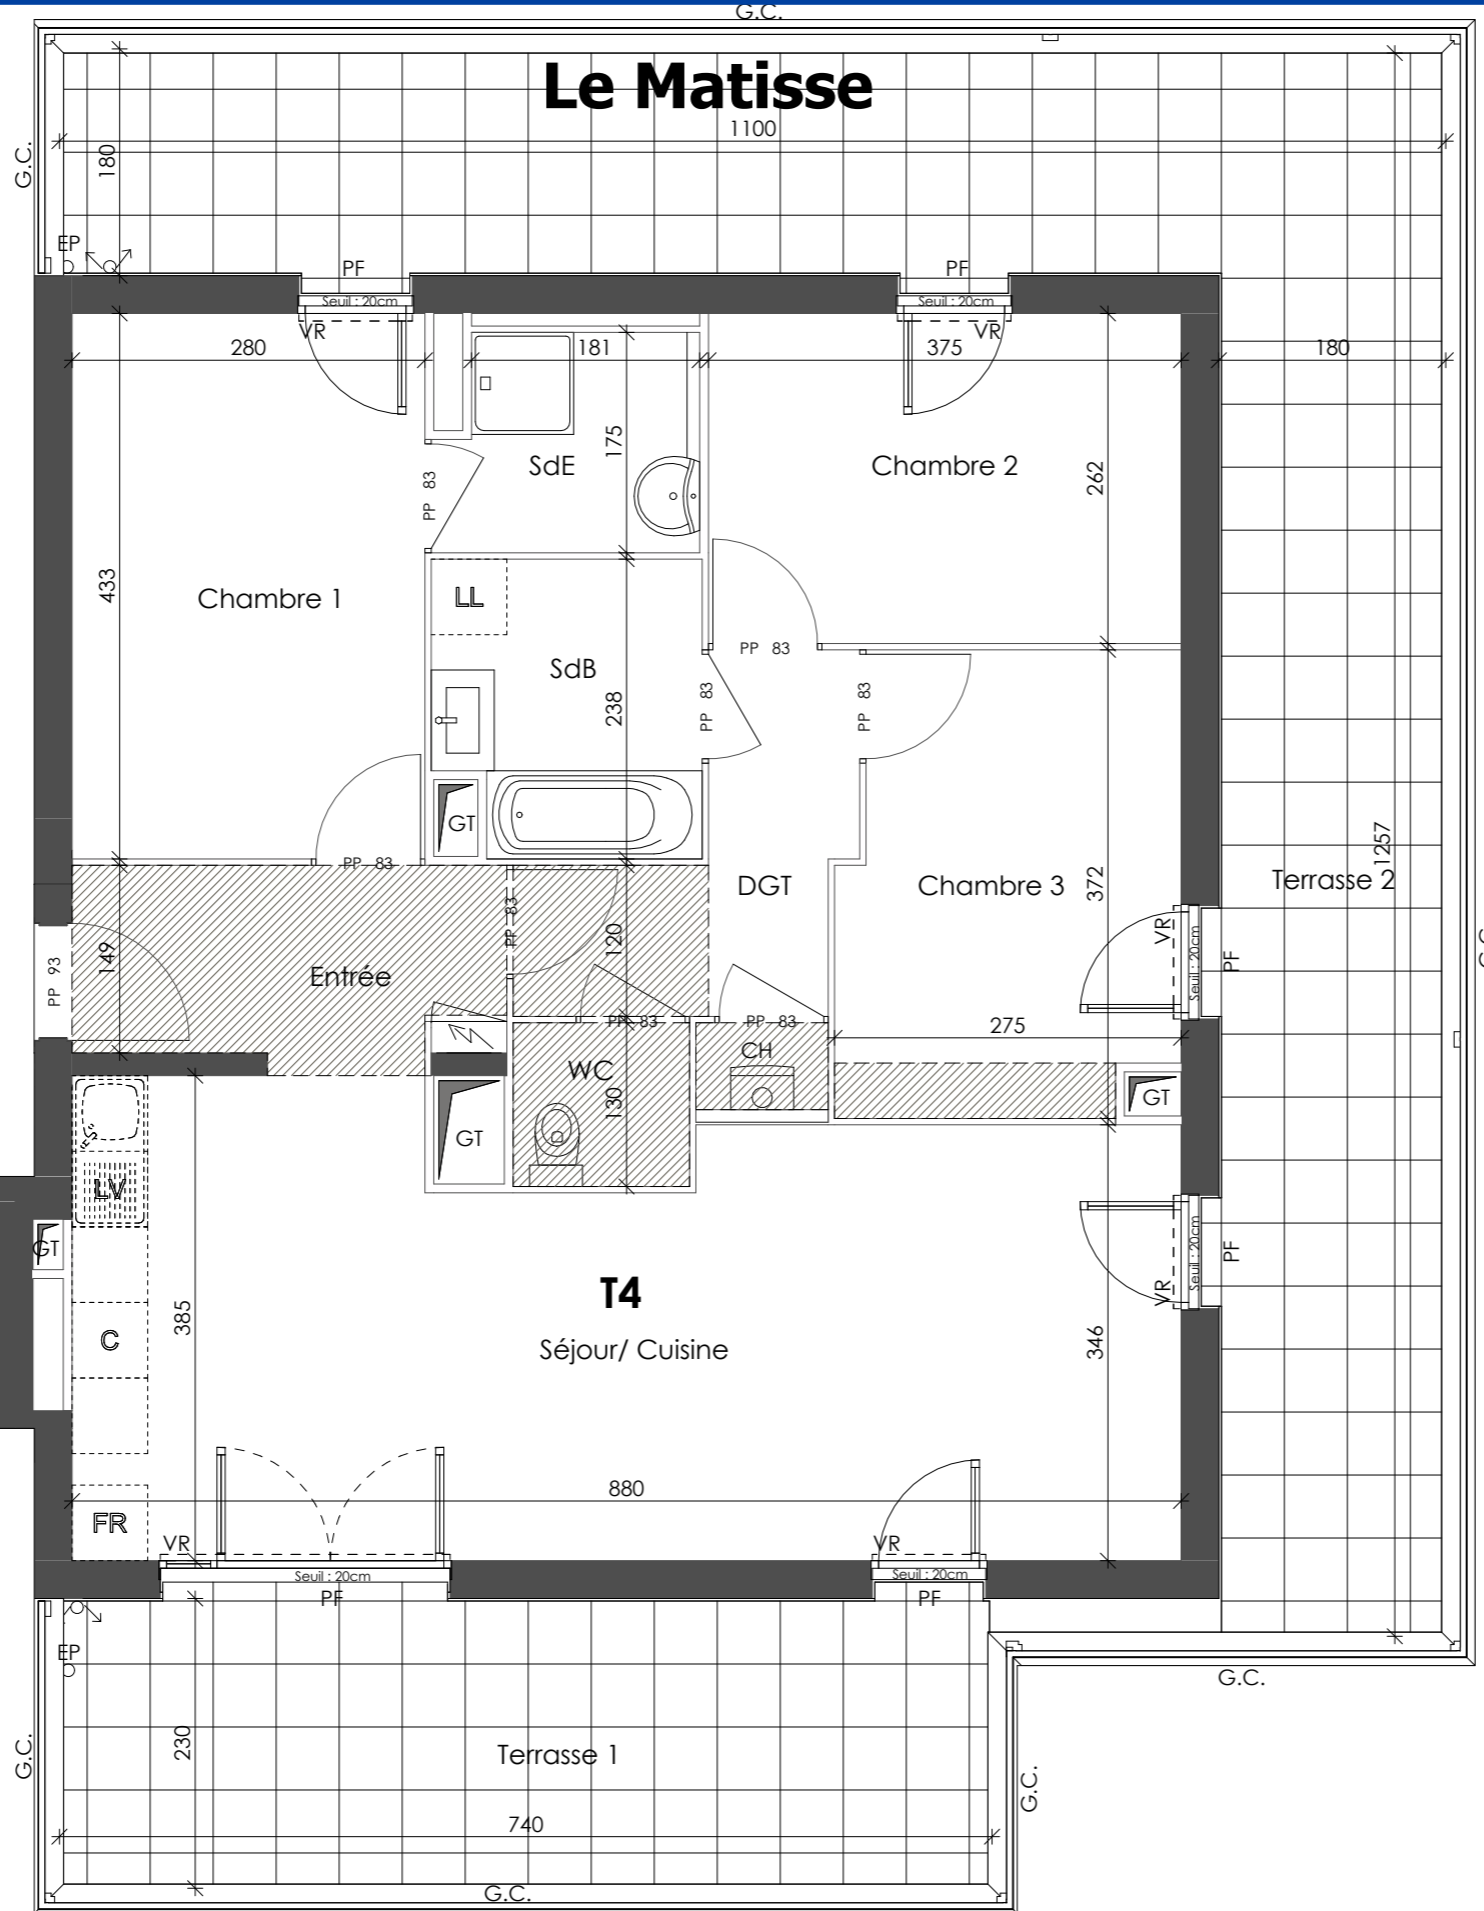 G.C.
Le Matisse
1100
G.C.
180
EP
PF
PF
Seuil : 20cm
Seuil : 20cm
VR
VR
280
181
375
180
175
SdE
Chambre 2
262
PP 83
433
Chambre 1
LL
SdB
PP 83
PP 83
PP 83
238
GT
1257
PP 83
DGT
Chambre 3
372
Terrasse 2
PP 83
VR
Seuil : 20cm
PF
G.C.
149
120
PP 93
Entrée
PP 83
PP 83
275
CH
WC
130
GT
GT
LV
GT
T4
Séjour/ Cuisine
Seuil : 20cm
PF
VR
385
C
346
880
FR
VR
VR
Seuil : 20cm
Seuil : 20cm
PF
PF
EP
G.C.
230
Terrasse 1
G.C.
G.C.
740
G.C.